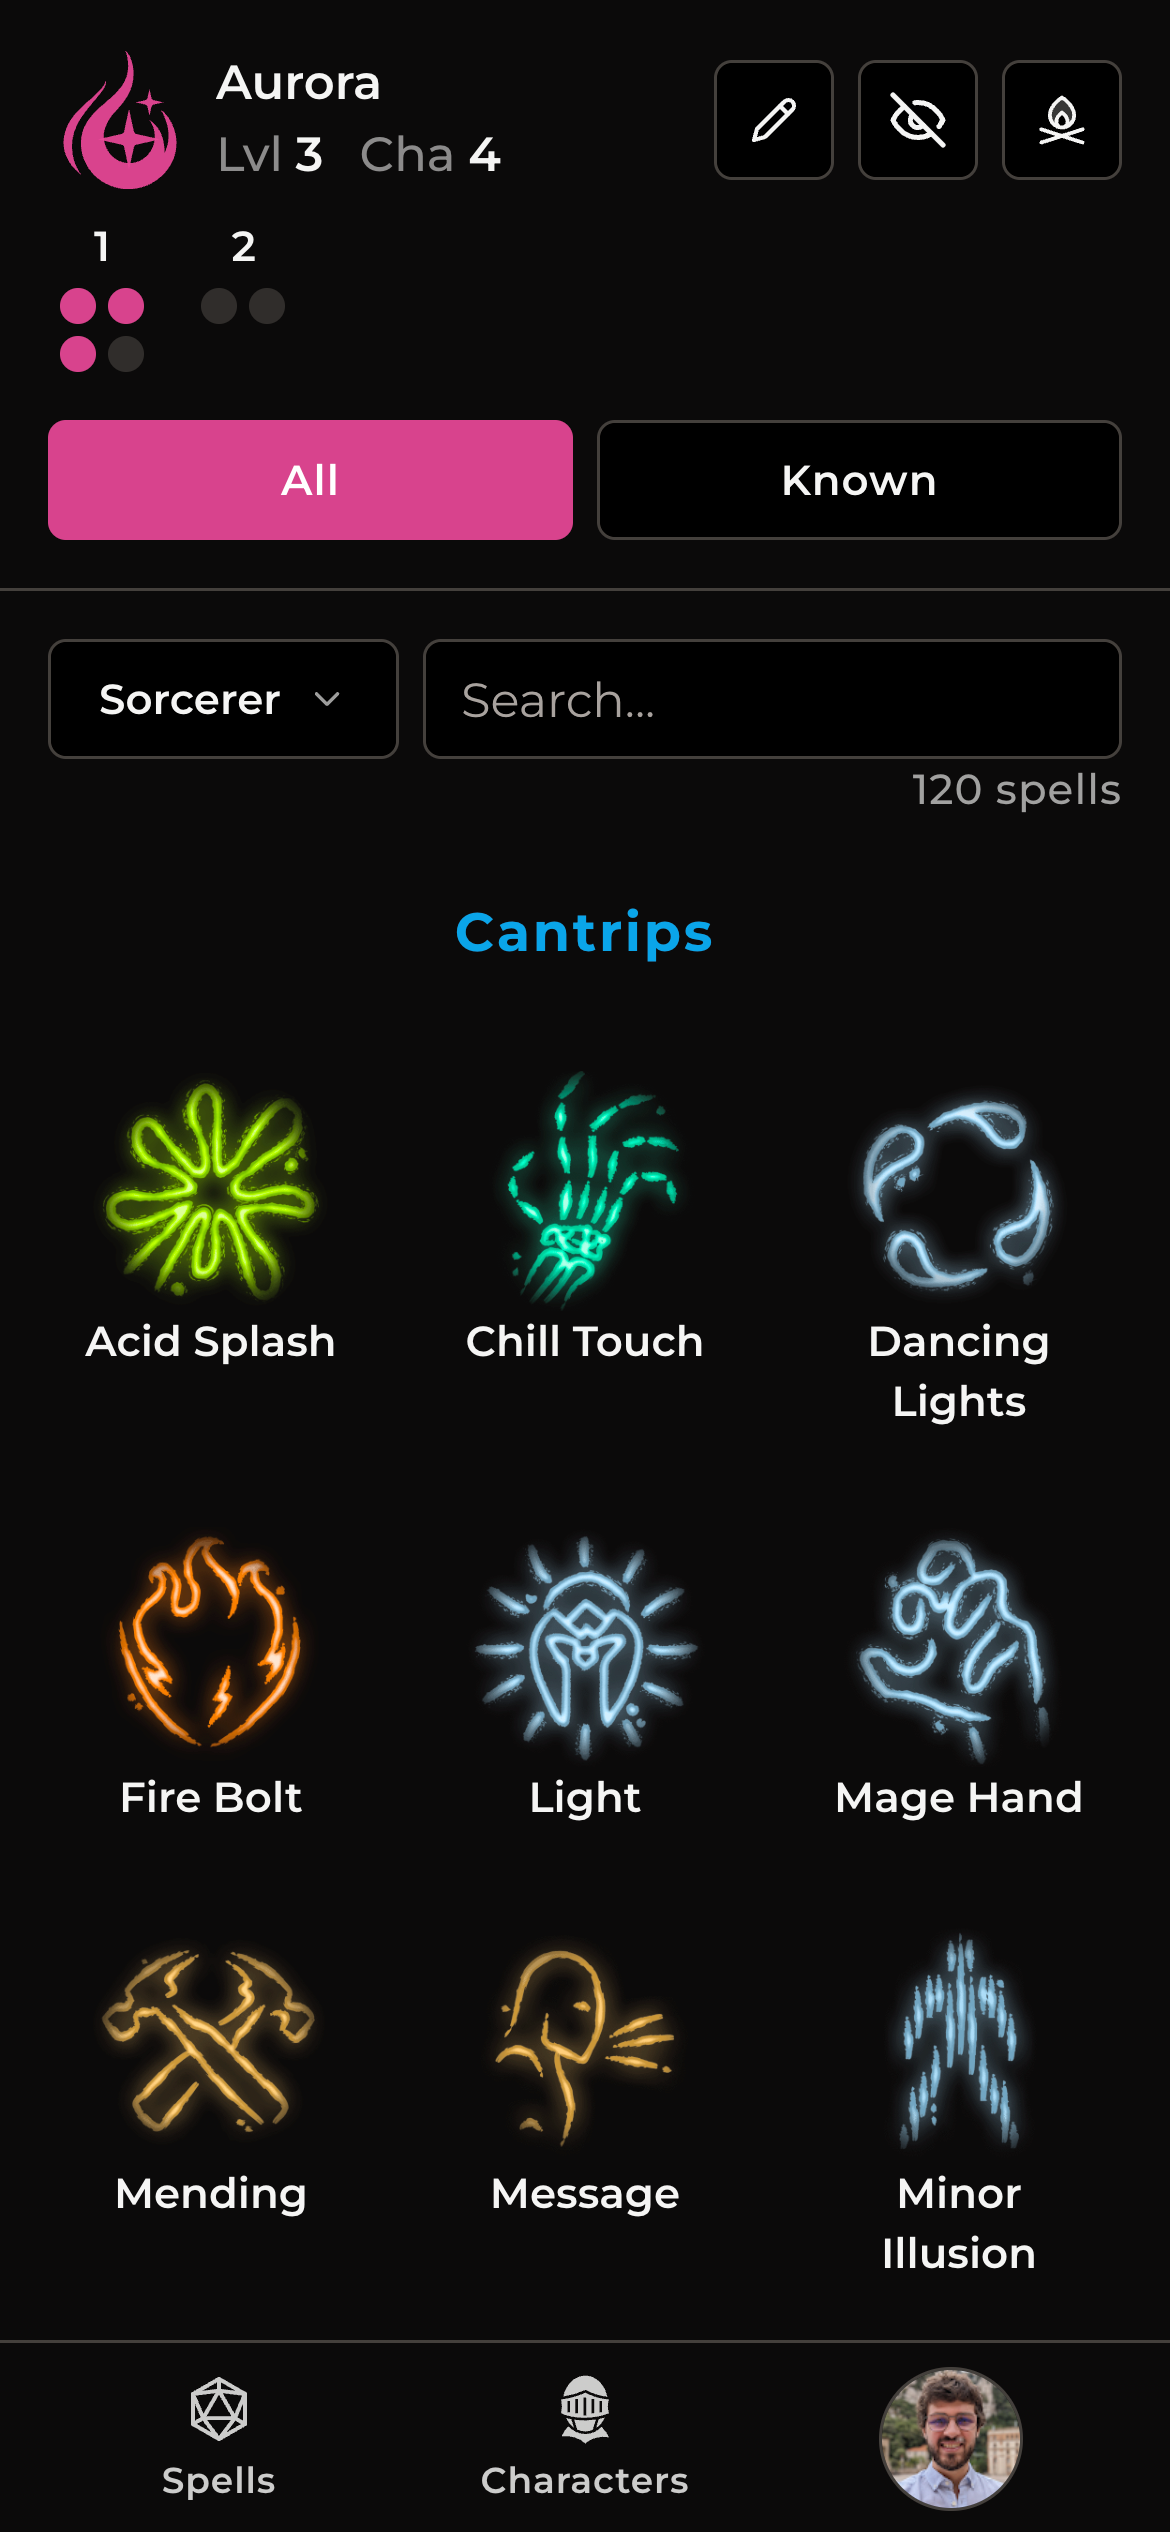 Aurora
Lvl 3 Cha 4
1 2
All Known
Sorcerer Search...
120 spells
Cantrips
Acid Splash Chill Touch Dancing
Lights
Fire Bolt Light Mage Hand
Mending Message Minor
Illusion
Spells Characters